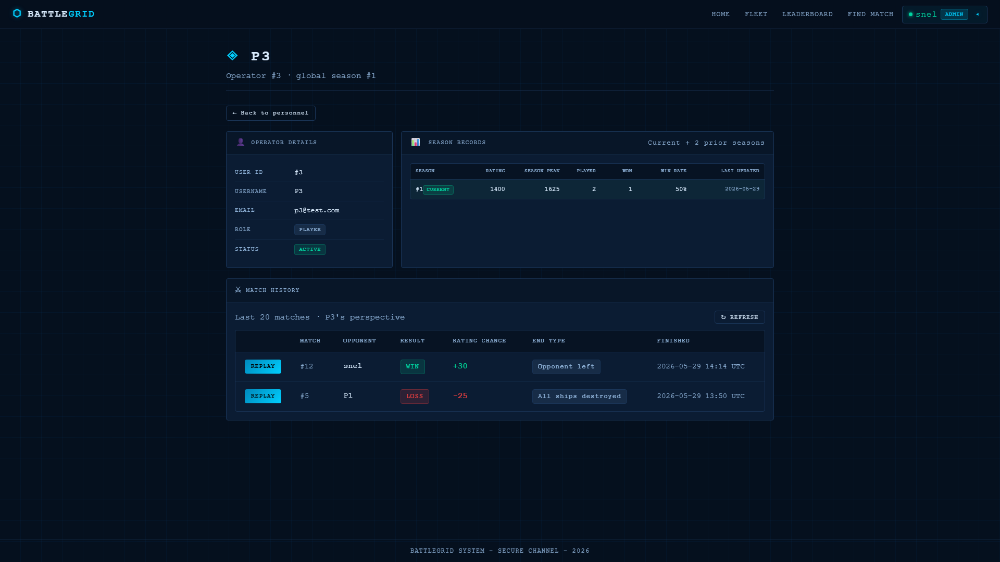 BATTLEGRID
HOME FLEET LEADERBOARD FIND MATCH snel ADMIN
P3
Operator #3 · global season #1
← Back to personnel
OPERATOR DETAILS
USER ID #3
USERNAME P3
EMAIL p3@test.com
ROLE PLAYER
STATUS ACTIVE
SEASON RECORDS Current + 2 prior seasons
SEASON RATING SEASON PEAK PLAYED WON WIN RATE LAST UPDATED
#1 CURRENT 1400 1625 2 1 50% 2026-05-29
MATCH HISTORY
Last 20 matches · P3's perspective ↻ REFRESH
MATCH OPPONENT RESULT RATING CHANGE END TYPE FINISHED
REPLAY #12 snel WIN +30 Opponent left 2026-05-29 14:14 UTC
REPLAY #5 P1 LOSS -25 All ships destroyed 2026-05-29 13:50 UTC
BATTLEGRID SYSTEM - SECURE CHANNEL - 2026